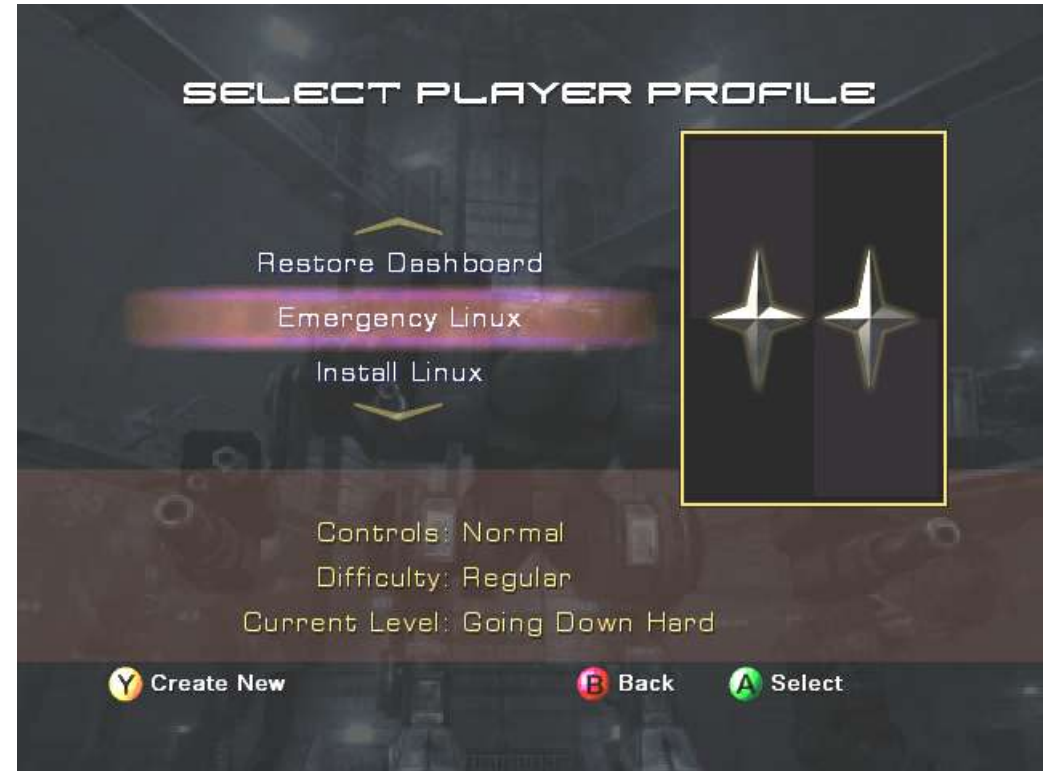 SELECT PLAYER PROFILE
Restore Dashboard
Emergency Linux
Install Linux
Controls: Normal
Difficulty: Regular
Current Level: Going Down Hard
Y Create New
B Back
A Select